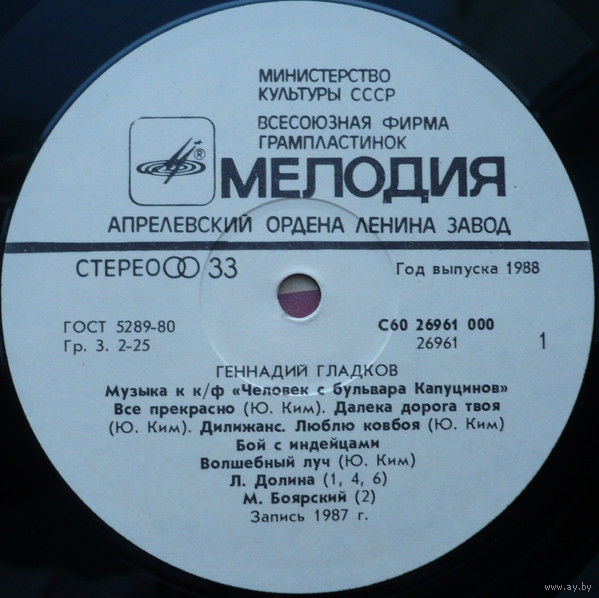 МИНИСТЕРСТВО
КУЛЬТУРЫ СССР
ВСЕСОЮЗНАЯ ФИРМА
ГРАМПЛАСТИНОК
® МЕЛОДИЯ
АПРЕЛЕВСКИЙ ОРДЕНА ЛЕНИНА ЗАВОД
СТЕРЕО 33
Год выпуска 1988
ГОСТ 5289-80
Гр. 3. 2-25
С60 26961 000
26961
1
ГЕННАДИЙ ГЛАДКОВ
Музыка к к/ф «Человек с бульвара Капуцинов»
Все прекрасно (Ю. Ким). Далека дорога твоя
(Ю. Ким). Дилижанс. Люблю ковбоя (Ю. Ким)
Бой с индейцами
Волшебный луч (Ю. Ким)
Л. Долина (1, 4, 6)
М. Боярский (2)
Запись 1987 г.
www.ay.by